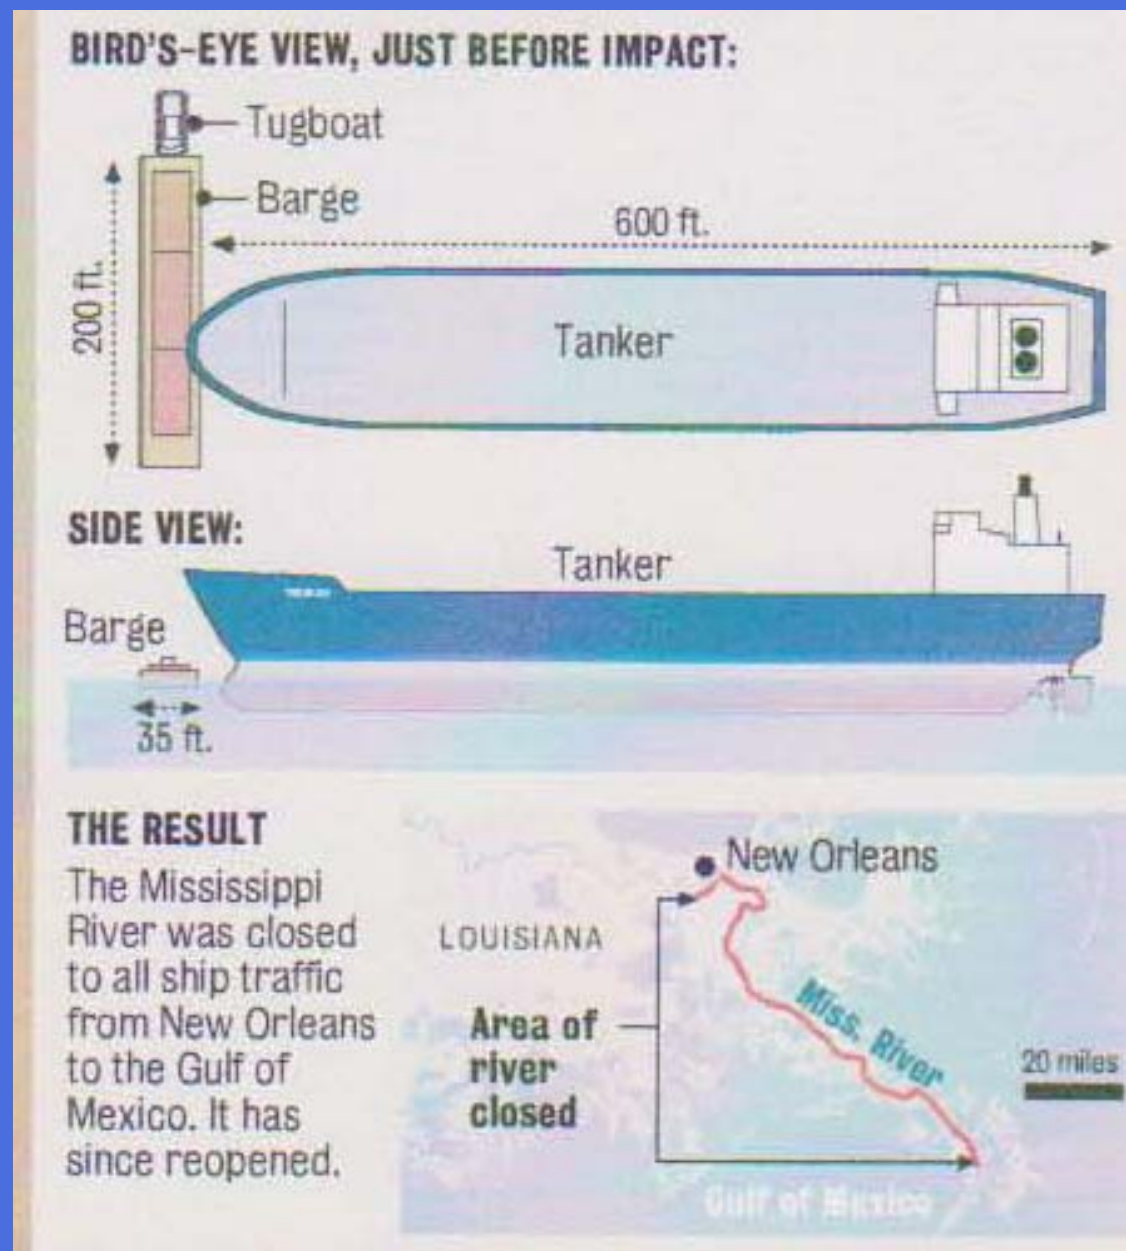 BIRD'S-EYE VIEW, JUST BEFORE IMPACT:
Tugboat
Barge
600 ft.
200 ft.
Tanker
SIDE VIEW:
Tanker
Barge
35 ft.
THE RESULT
The Mississippi
River was closed
to all ship traffic
from New Orleans
to the Gulf of
Mexico. It has
since reopened.
New Orleans
LOUISIANA
Area of
river
closed
Miss. River
20 miles
Gulf of Mexico